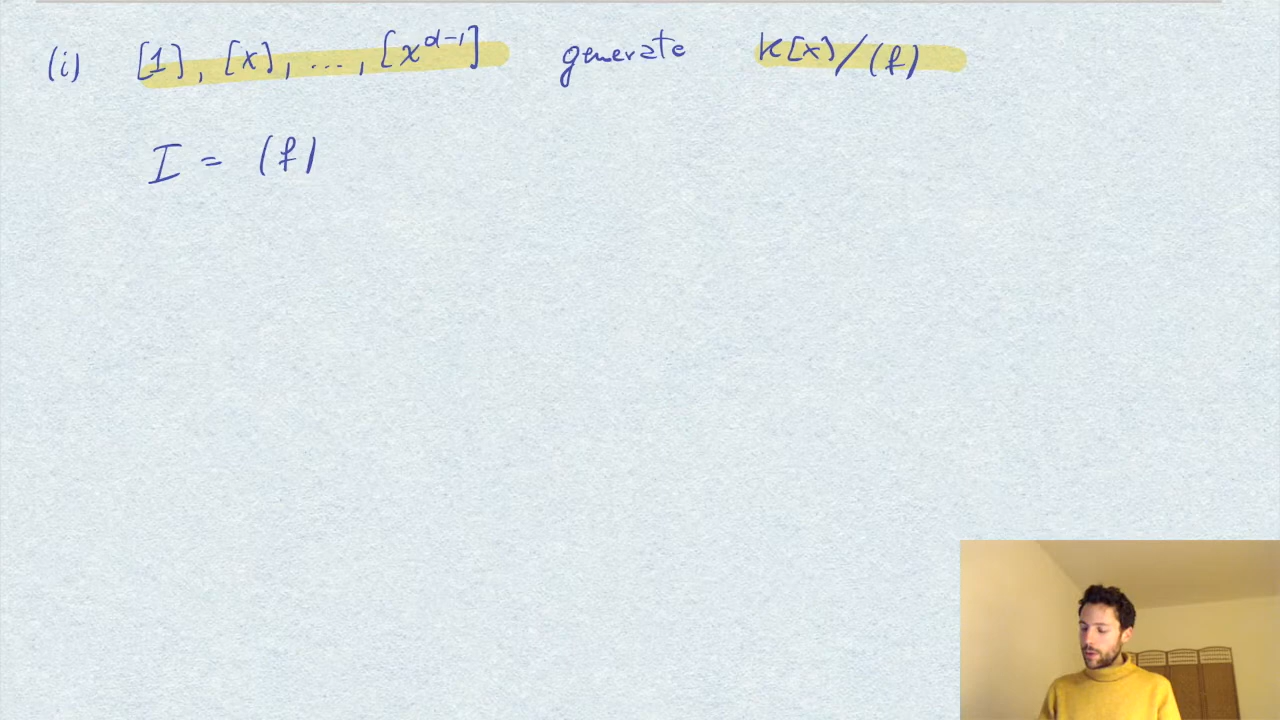 (i) [1], [x], ..., [x^{d-1}] generate k[x]/(f)
I = (f)